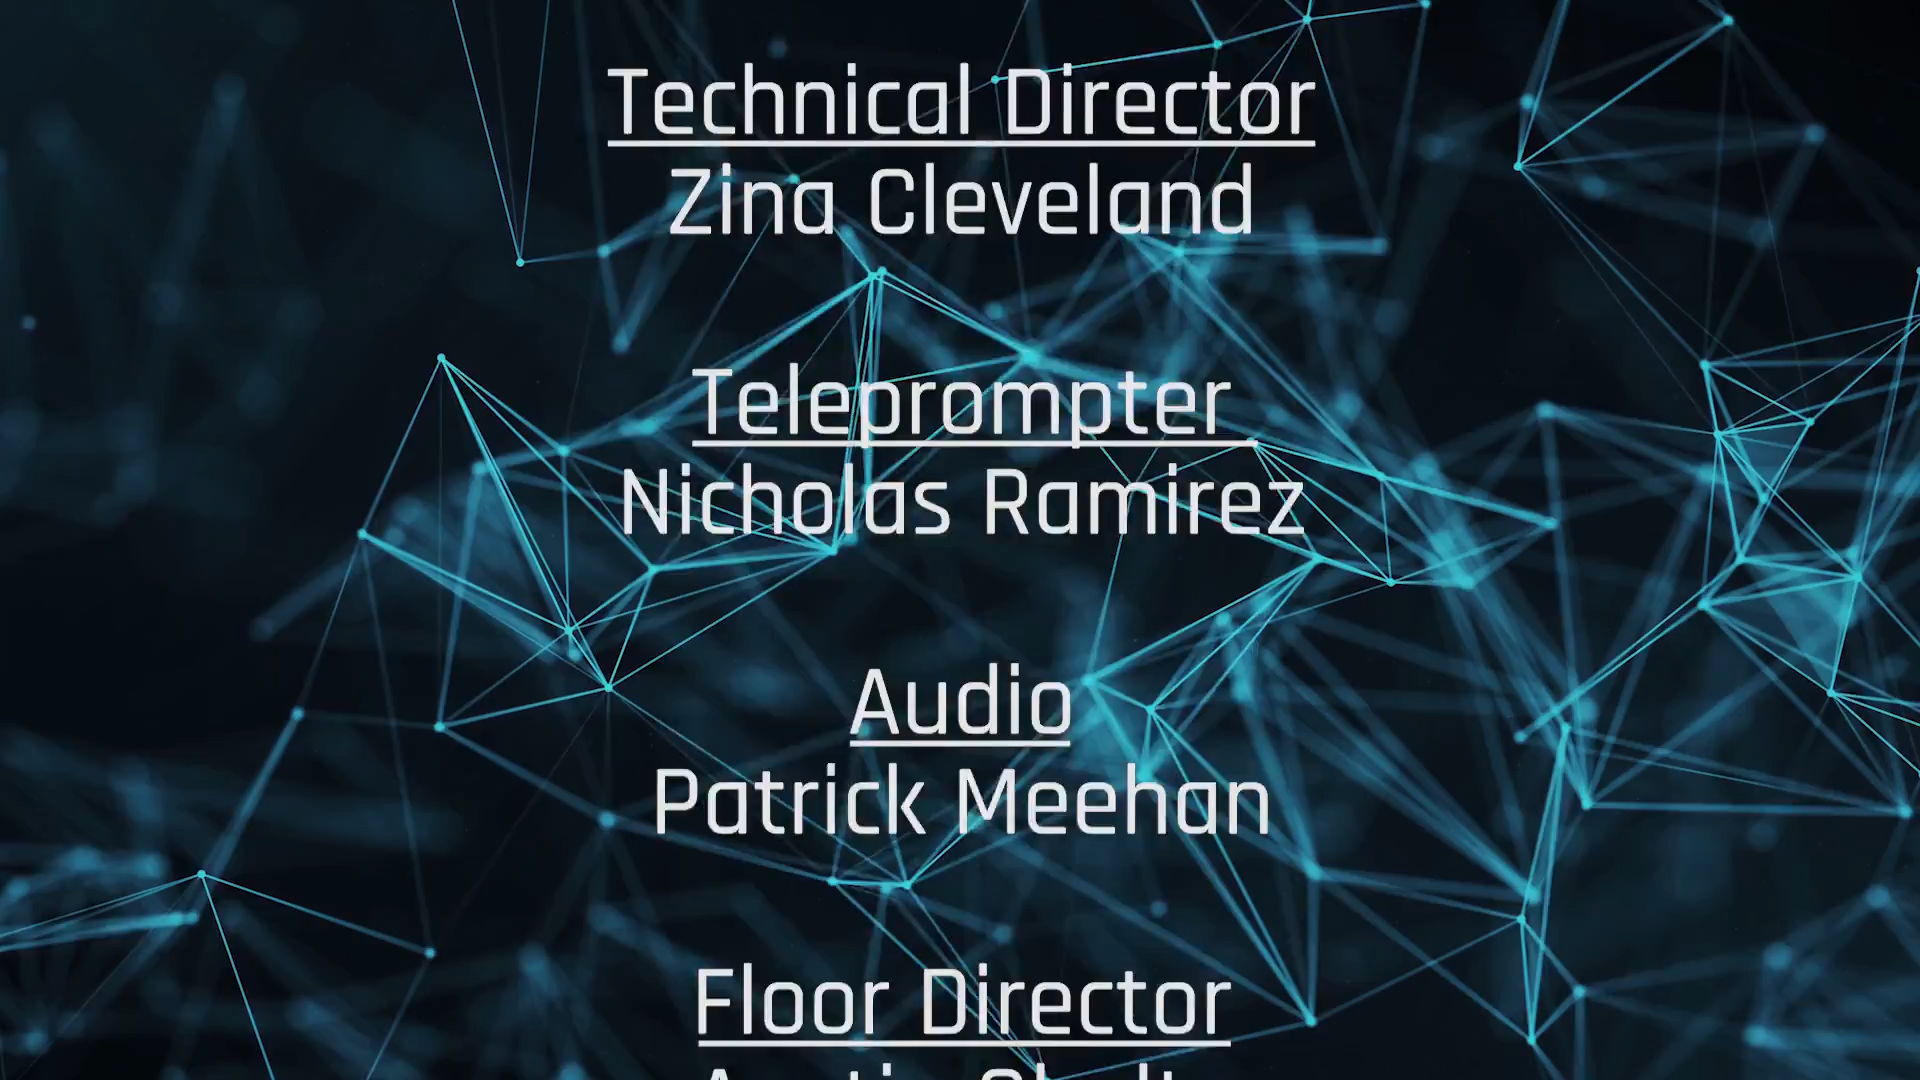 Technical Director
Zina Cleveland
Teleprompter
Nicholas Ramirez
Audio
Patrick Meehan
Floor Director